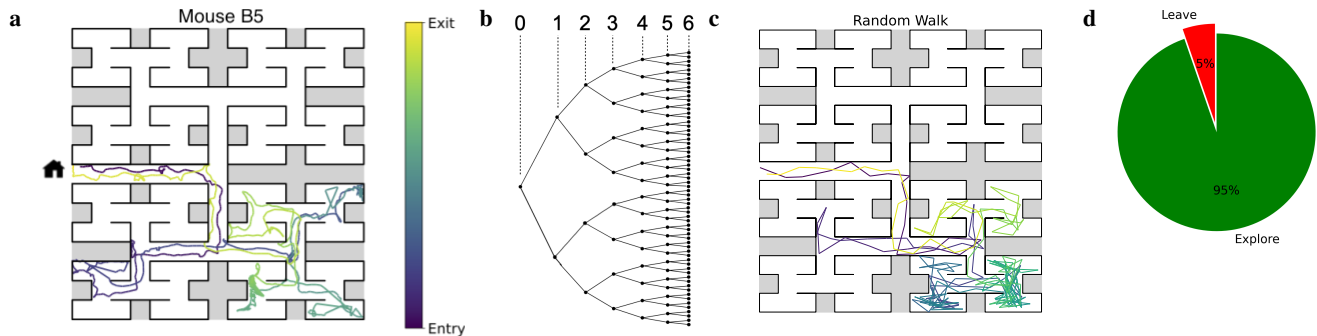 a
Mouse B5
Exit
Entry
b
0 1 2 3 4 5 6
c
Random Walk
d
Leave
5%
95%
Explore